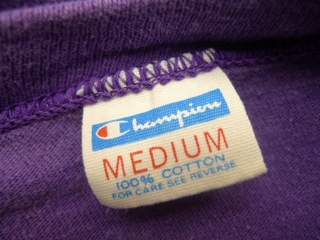 Champion
MEDIUM
100% COTTON
FOR CARE SEE REVERSE